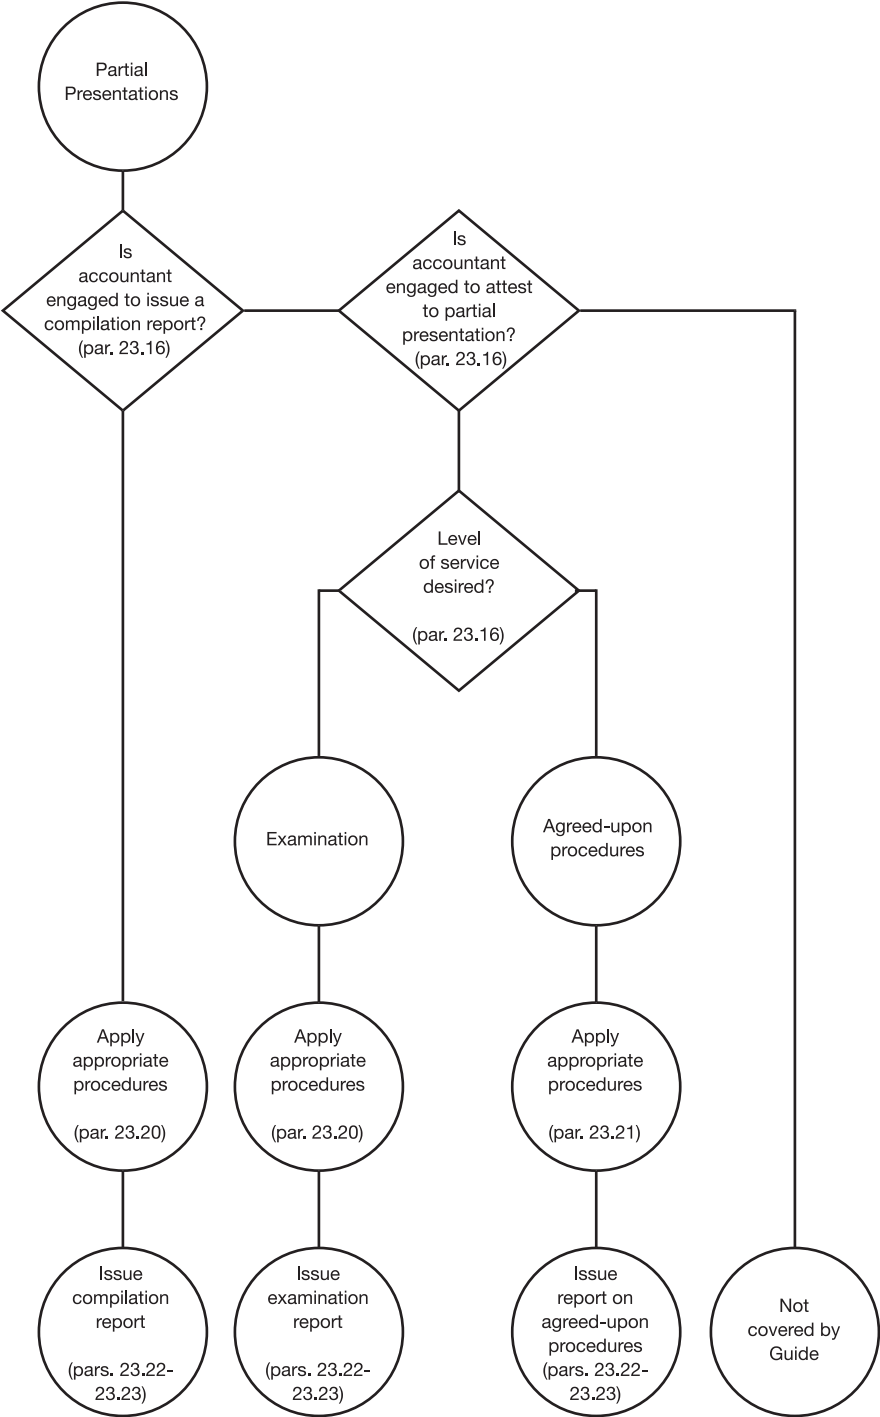 Partial
Presentations
Is
accountant
engaged to issue a
compilation report?
(par. 23.16)
Is
accountant
engaged to attest
to partial
presentation?
(par. 23.16)
Level
of service
desired?
(par. 23.16)
Examination
Agreed-upon
procedures
Apply
appropriate
procedures
(par. 23.20)
Apply
appropriate
procedures
(par. 23.20)
Apply
appropriate
procedures
(par. 23.21)
Issue
compilation
report
(pars. 23.22-
23.23)
Issue
examination
report
(pars. 23.22-
23.23)
Issue
report on
agreed-upon
procedures
(pars. 23.22-
23.23)
Not
covered by
Guide